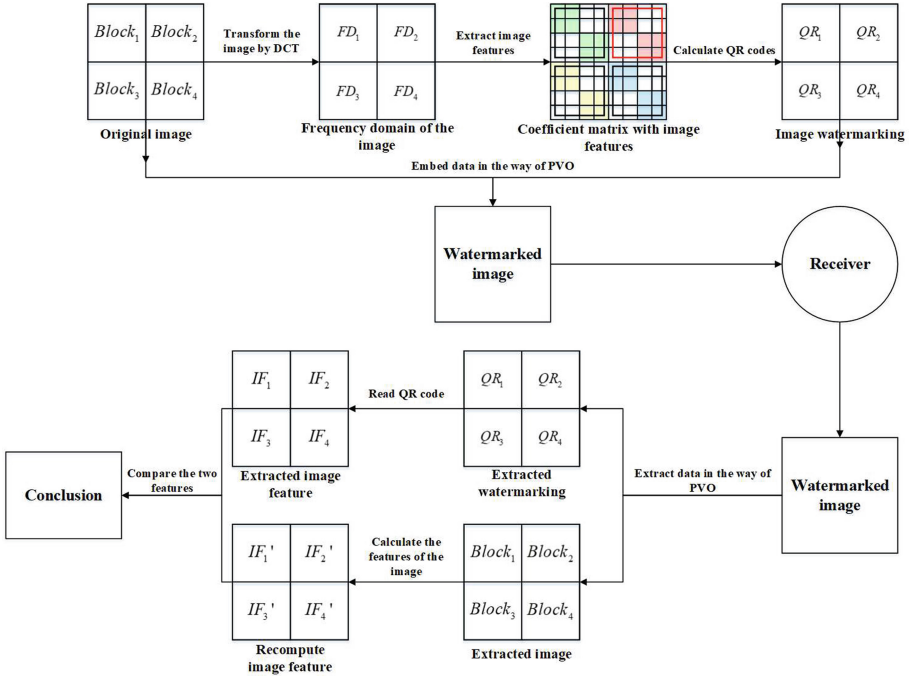 Block1 Block2
Block3 Block4
Original image
Transform the
image by DCT
FD1 FD2
FD3 FD4
Frequency domain of the
image
Extract image
features
Coefficient matrix with image
features
Calculate QR codes
QR1 QR2
QR3 QR4
Image watermarking
Embed data in the way of PVO
Watermarked
image
Receiver
Watermarked
image
Extract data in the way of
PVO
QR1 QR2
QR3 QR4
Extracted
watermarking
Read QR code
IF1 IF2
IF3 IF4
Extracted image
feature
Block1 Block2
Block3 Block4
Extracted image
Calculate the
features of the
image
IF1' IF2'
IF3' IF4'
Recompute
image feature
Compare the two
features
Conclusion